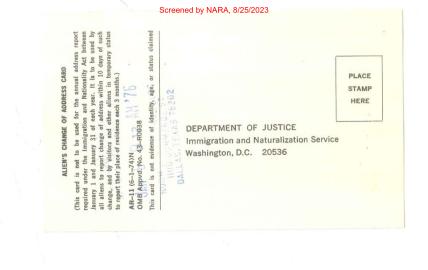 Screened by NARA, 8/25/2023
ALIEN'S CHANGE OF ADDRESS CARD
(This card is not to be used for the annual address report
required under the Immigration and Nationality Act between
January 1 and January 31 of each year. It is to be used by
all aliens to report change of address within 10 days of such
change, and by visitors and other aliens in temporary status
to report their place of residence each 3 months.)
AR-11 (6-1-74)N
OMB Approval No. 43-R0038
This card is not evidence of identity, age, or status claimed
'76
DALLAS, TEXAS 75202
DEPARTMENT OF JUSTICE
Immigration and Naturalization Service
Washington, D.C. 20536
PLACE
STAMP
HERE